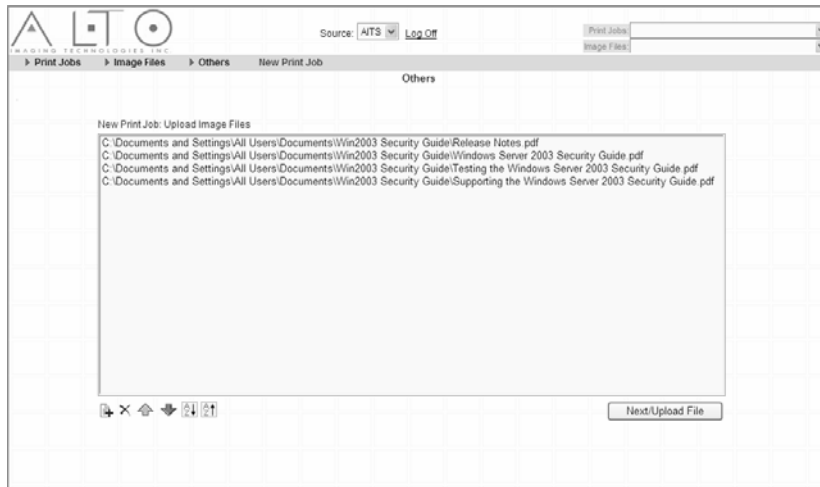 ALTO
IMAGING TECHNOLOGIES INC.
Source: AITS Log Off
Print Jobs:
Image Files:
Print Jobs Image Files Others New Print Job
Others
New Print Job: Upload Image Files
C:\Documents and Settings\All Users\Documents\Win2003 Security Guide\Release Notes.pdf
C:\Documents and Settings\All Users\Documents\Win2003 Security Guide\Windows Server 2003 Security Guide.pdf
C:\Documents and Settings\All Users\Documents\Win2003 Security Guide\Testing the Windows Server 2003 Security Guide.pdf
C:\Documents and Settings\All Users\Documents\Win2003 Security Guide\Supporting the Windows Server 2003 Security Guide.pdf
A Z A Z
Next/Upload File